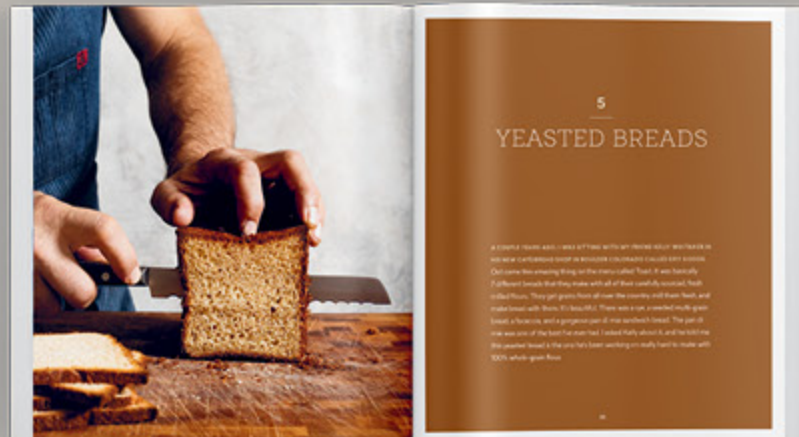 5
YEASTED BREADS
A COUPLE YEARS AGO, I WAS SITTING WITH MY FRIEND KELLY WHITAKER IN
HIS NEW CAFE/BREAD SHOP IN BOULDER COLORADO CALLED DRY STORAGE.
Out came this amazing thing on the menu called Toast. It was basically
7 different breads that they make with all of their carefully sourced, fresh
milled flours. They get grains from all over the country and them fresh, and
make bread with them. It's beautiful. There was a rye, a seeded multi-grain
bread, a focaccia, and a gorgeous pan di mie sandwich bread. The pan di
mie was one of the best I've ever had. I asked Kelly about it, and he told me
this yeasted bread is the one he's been working on really hard to make with
100% whole-grain flour.